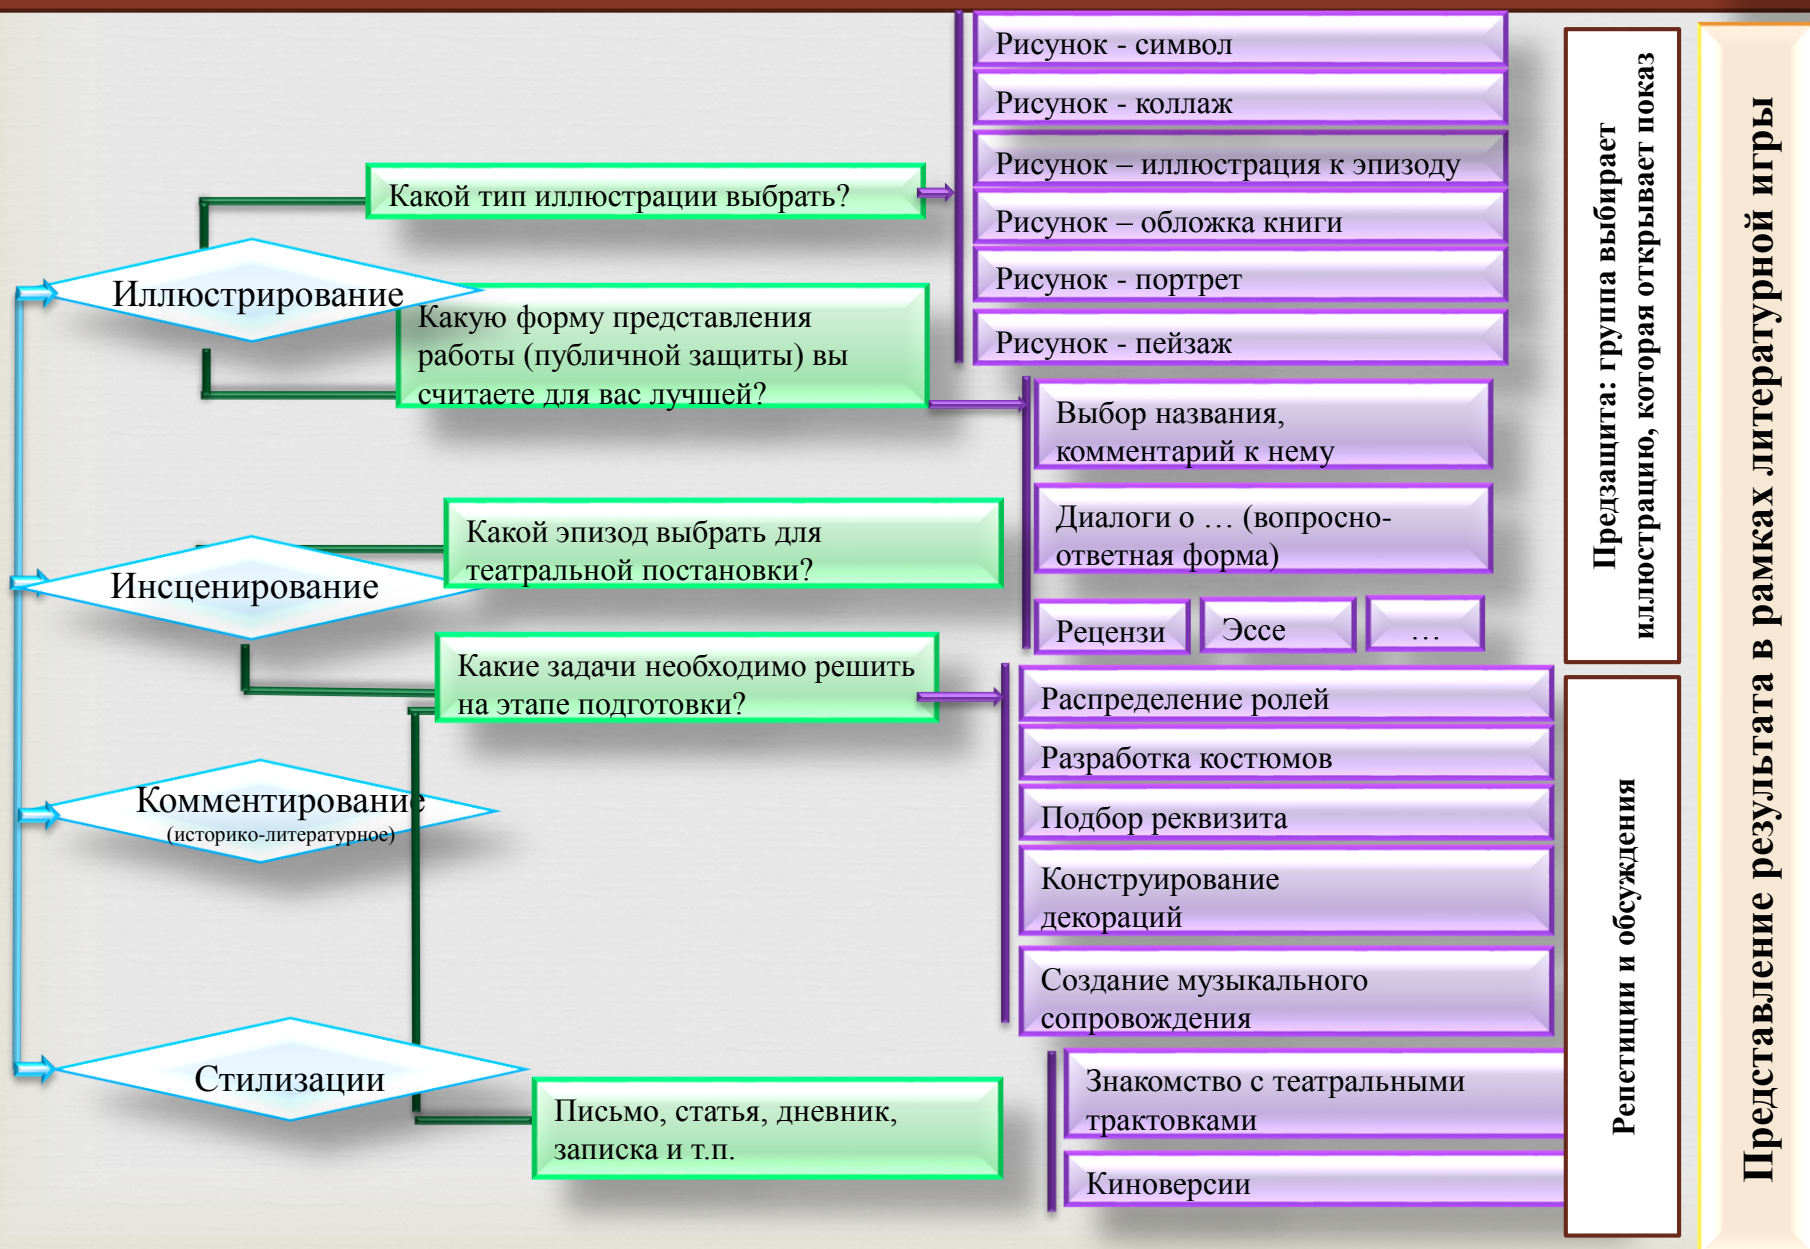 Иллюстрирование
Какой тип иллюстрации выбрать?
Рисунок - символ
Рисунок - коллаж
Рисунок – иллюстрация к эпизоду
Рисунок – обложка книги
Рисунок - портрет
Рисунок - пейзаж
Какую форму представления
работы (публичной защиты) вы
считаете для вас лучшей?
Выбор названия,
комментарий к нему
Диалоги о … (вопросно-
ответная форма)
Рецензи
Эссе
…
Инсценирование
Какой эпизод выбрать для
театральной постановки?
Какие задачи необходимо решить
на этапе подготовки?
Распределение ролей
Разработка костюмов
Подбор реквизита
Конструирование
декораций
Создание музыкального
сопровождения
Знакомство с театральными
трактовками
Киноверсии
Комментирование
(историко-литературное)
Стилизации
Письмо, статья, дневник,
записка и т.п.
Предзащита: группа выбирает
иллюстрацию, которая открывает показ
Репетиции и обсуждения
Представление результата в рамках литературной игры